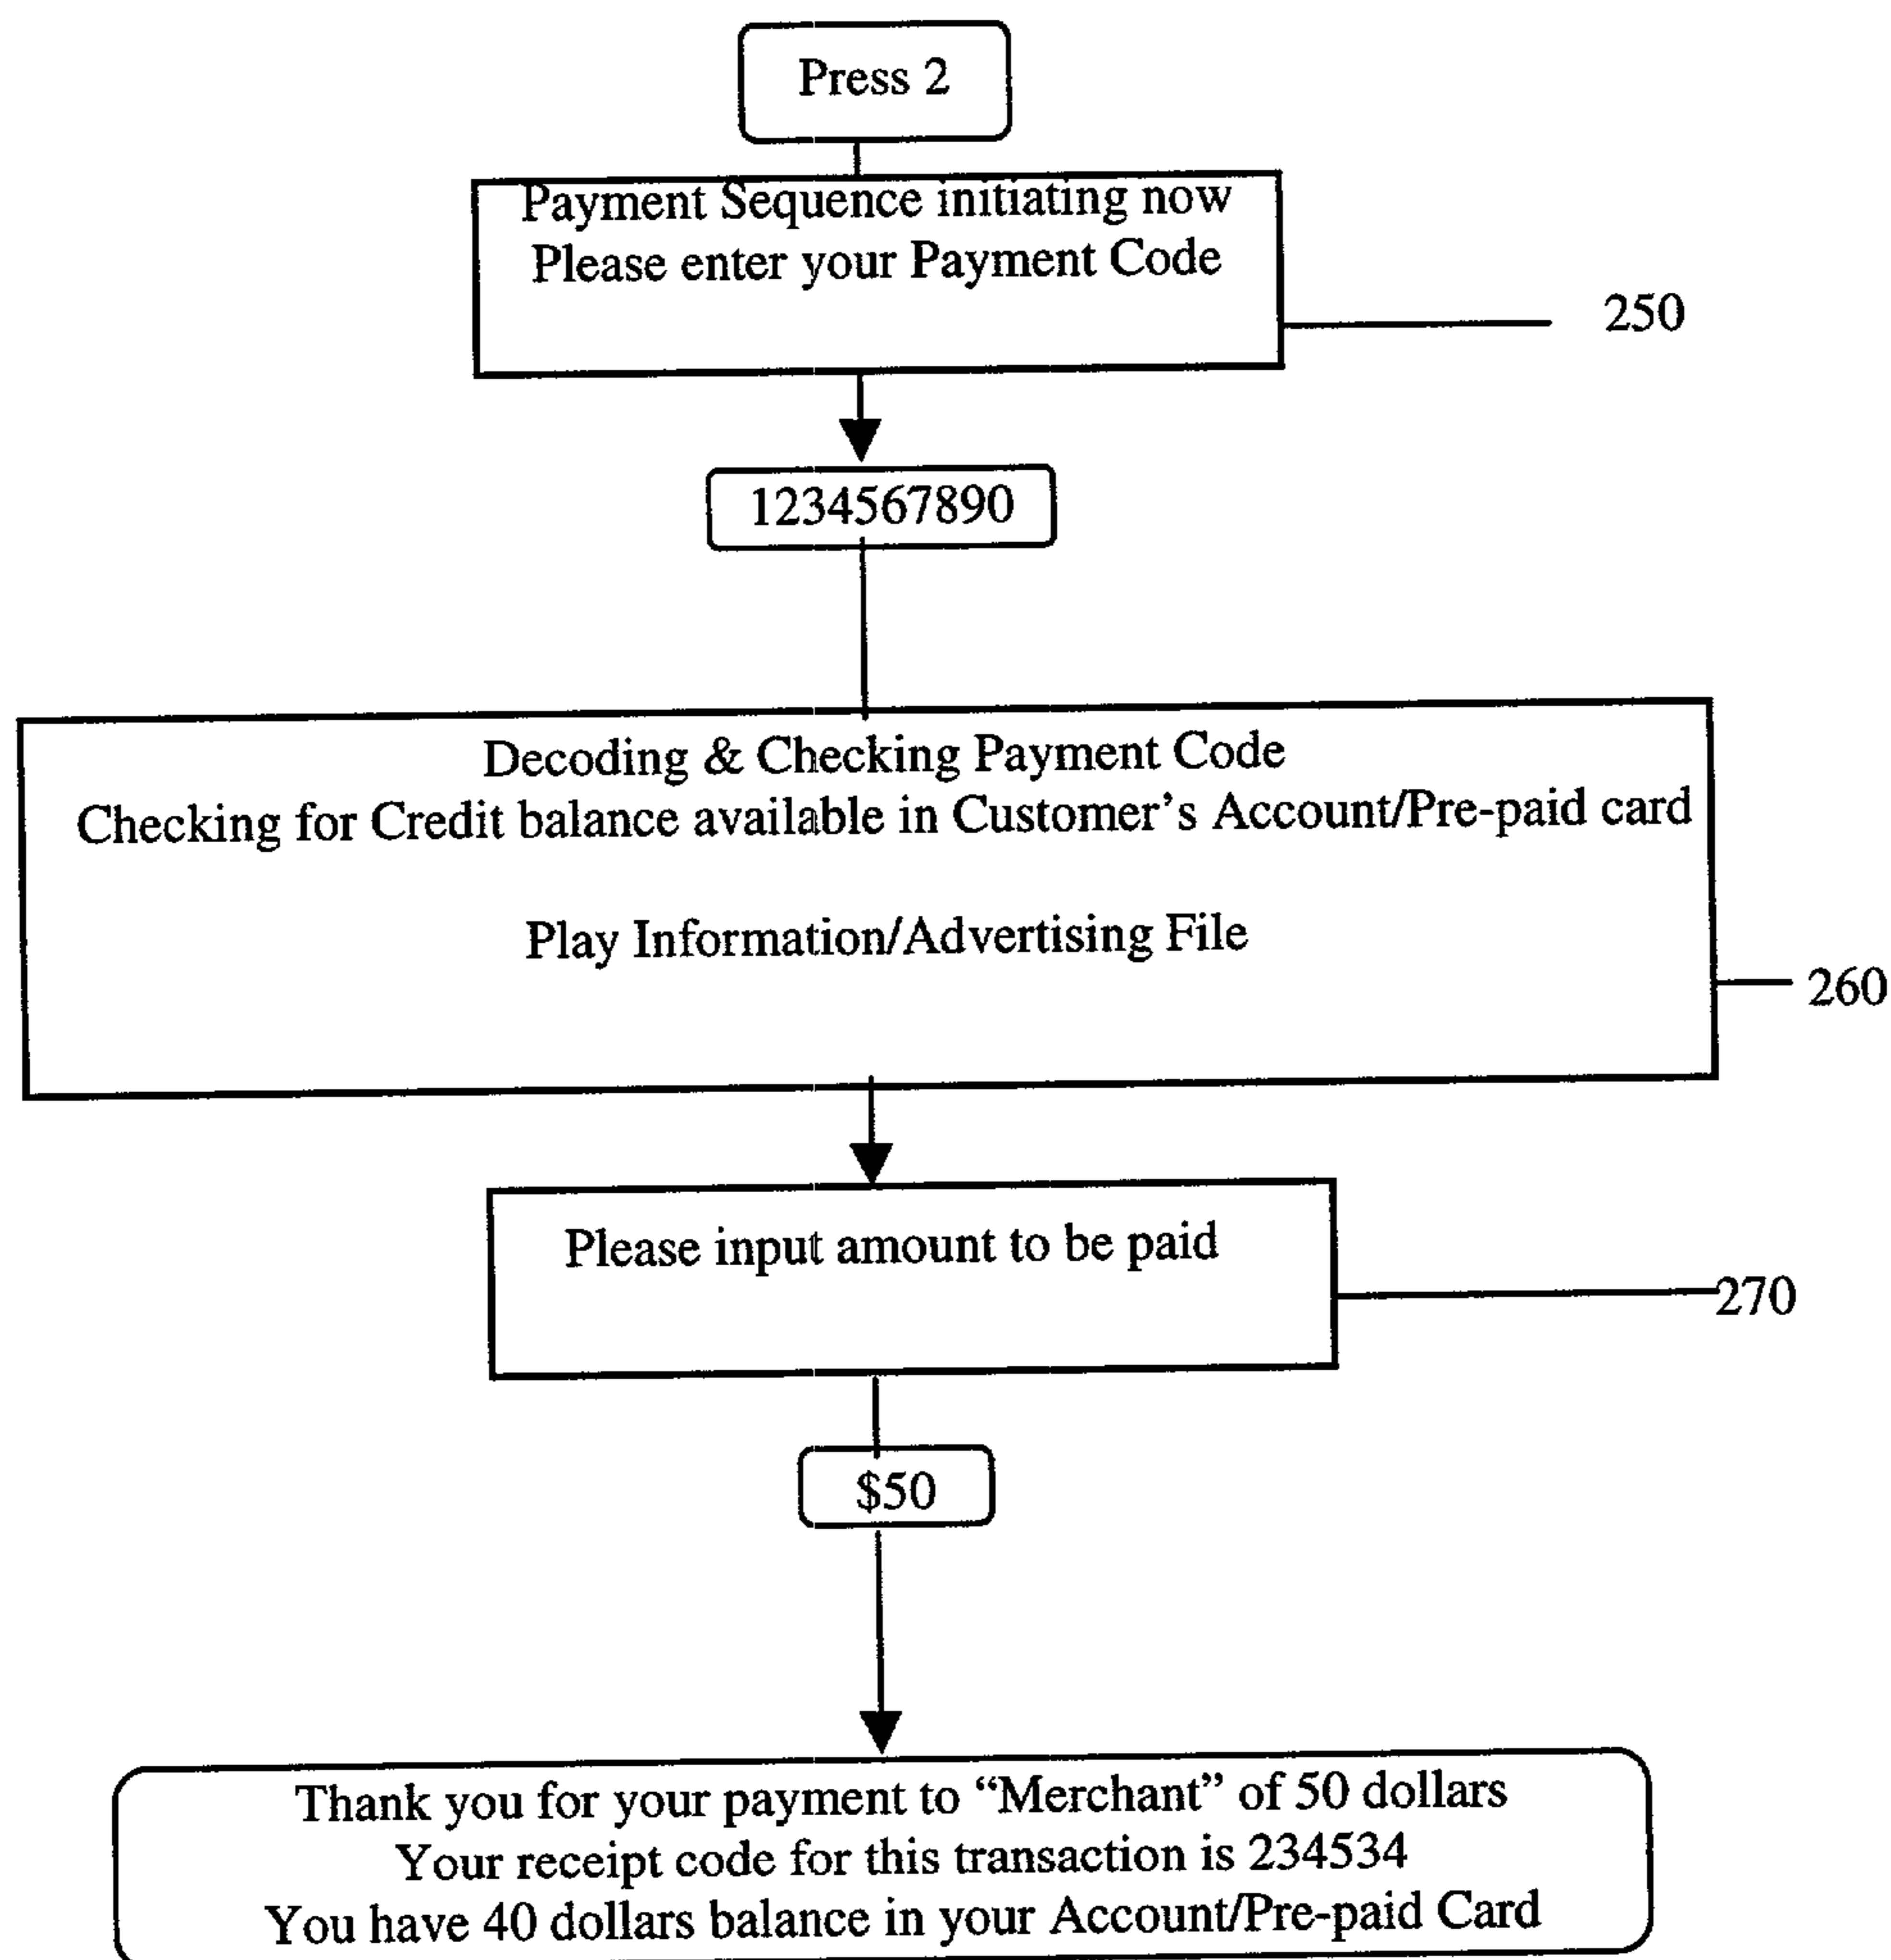 Press 2
Payment Sequence initiating now
Please enter your Payment Code
250
1234567890
Decoding & Checking Payment Code
Checking for Credit balance available in Customer's Account/Pre-paid card
Play Information/Advertising File
260
Please input amount to be paid
270
$50
Thank you for your payment to “Merchant” of 50 dollars
Your receipt code for this transaction is 234534
You have 40 dollars balance in your Account/Pre-paid Card